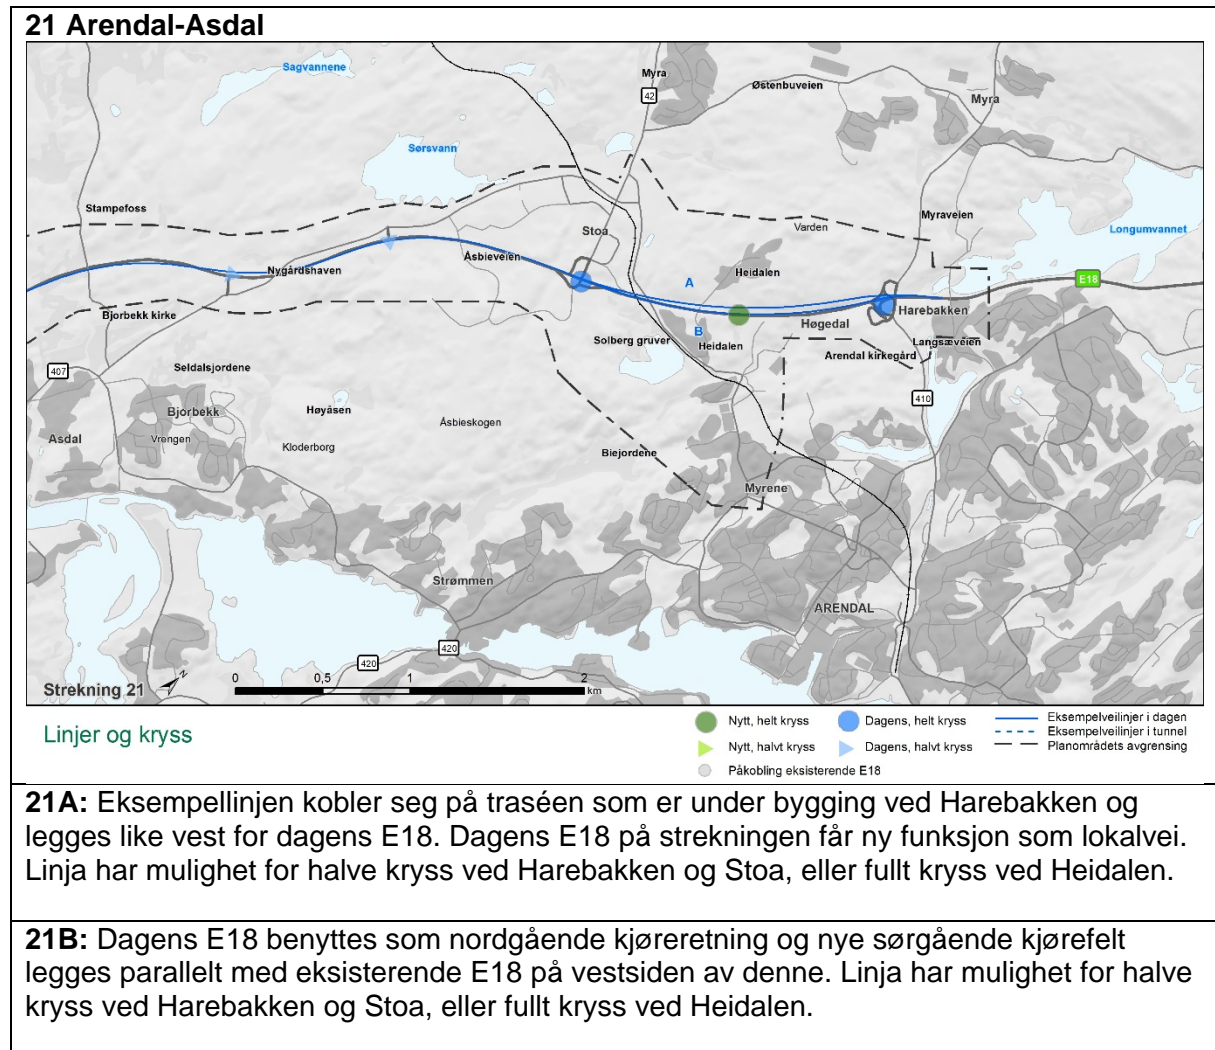 21 Arendal-Asdal
Sagvannene
Myra
42
Østenbuveien
Myra
Sørsvann
Stampefoss
Myraveien
Varden
Longumvannet
Stoa
Åsbieveien
Nygårdshaven
Heidalen
A
E18
Bjorbekk kirke
Harebakken
Høgedal
B
Solberg gruver
Heidalen
Langsæveien
Arendal kirkegård
407
Seldalsjordene
410
Bjorbekk
Høyåsen
Åsbieskogen
Asdal
Vrengen
Kloderborg
Biejordene
Myrene
Strømmen
ARENDAL
420
420
Strekning 21
0 0,5 1 2
km
Linjer og kryss
Nytt, helt kryss
Dagens, helt kryss
Eksempelveilinjer i dagen
Eksempelveilinjer i tunnel
Nytt, halvt kryss
Dagens, halvt kryss
Planområdets avgrensing
Påkobling eksisterende E18
21A: Eksempellinjen kobler seg på traséen som er under bygging ved Harebakken og
legges like vest for dagens E18. Dagens E18 på strekningen får ny funksjon som lokalvei.
Linja har mulighet for halve kryss ved Harebakken og Stoa, eller fullt kryss ved Heidalen.
21B: Dagens E18 benyttes som nordgående kjøreretning og nye sørgående kjørefelt
legges parallelt med eksisterende E18 på vestsiden av denne. Linja har mulighet for halve
kryss ved Harebakken og Stoa, eller fullt kryss ved Heidalen.